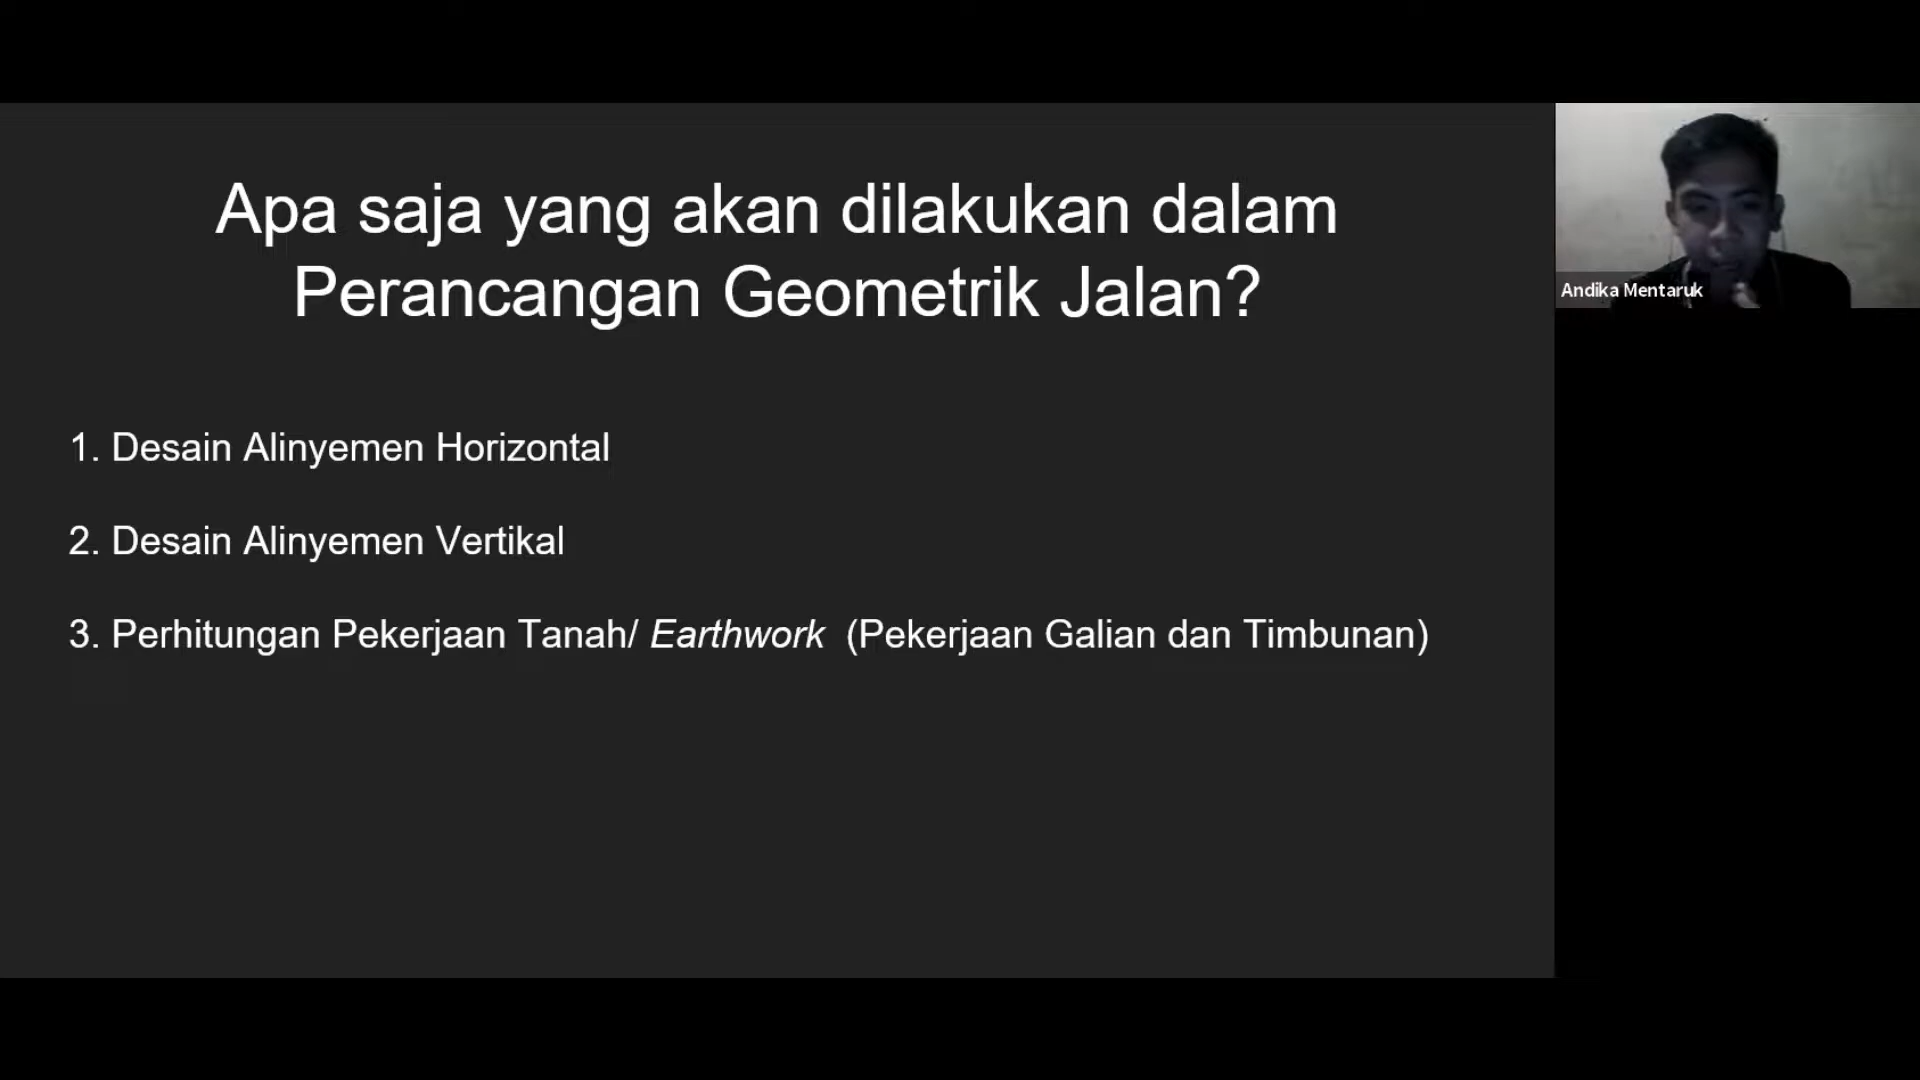 Apa saja yang akan dilakukan dalam
Perancangan Geometrik Jalan?
1. Desain Alinyemen Horizontal
2. Desain Alinyemen Vertikal
3. Perhitungan Pekerjaan Tanah/ Earthwork (Pekerjaan Galian dan Timbunan)
Andika Mentaruk